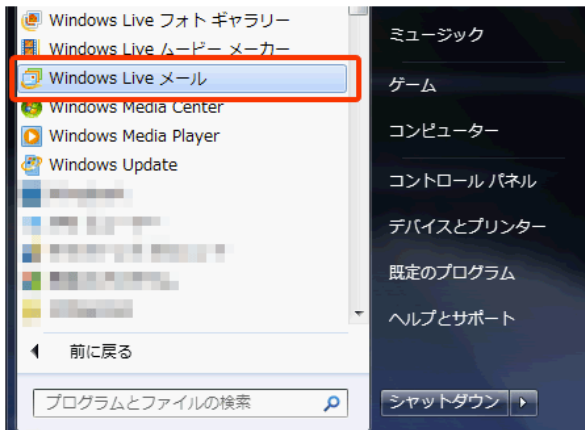 Windows Live フォト ギャラリー
Windows Live ムービー メーカー
Windows Live メール
Windows Media Center
Windows Media Player
Windows Update
前に戻る
プログラムとファイルの検索
ミュージック
ゲーム
コンピューター
コントロール パネル
デバイスとプリンター
既定のプログラム
ヘルプとサポート
シャットダウン